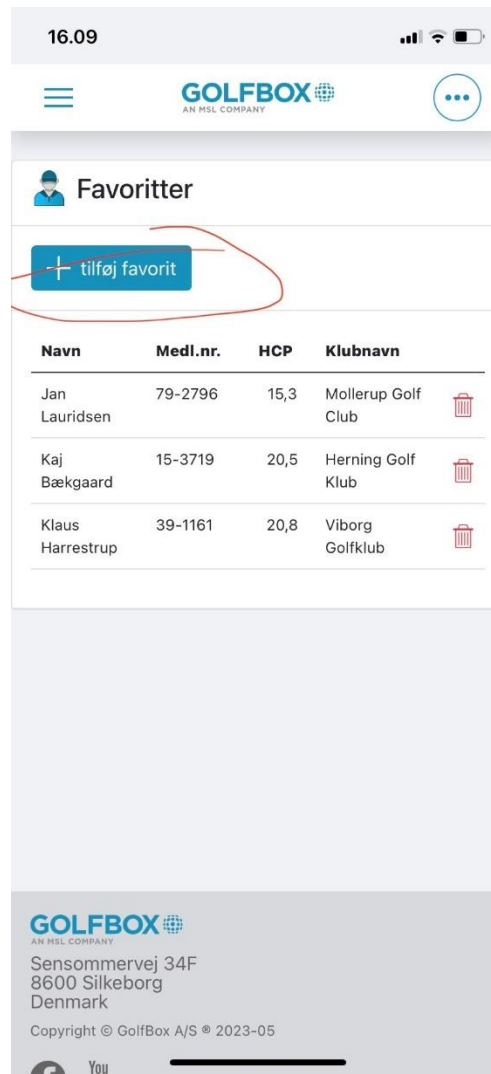 16.09
GOLFBOX
AN MSL COMPANY
Favoritter
tilføj favorit
Navn Medl.nr. HCP Klubnavn
Jan 79-2796 15,3 Mollerup Golf
Lauridsen Club
Kaj 15-3719 20,5 Herning Golf
Bækgaard Klub
Klaus 39-1161 20,8 Viborg
Harrestrup Golfklub
GOLFBOX
AN MSL COMPANY
Sensommervej 34F
8600 Silkeborg
Denmark
Copyright © GolfBox A/S ® 2023-05
You